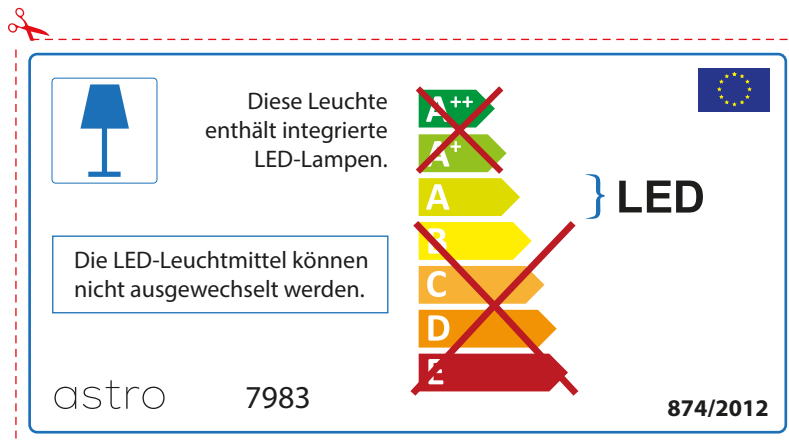 Diese Leuchte
enthält integrierte
LED-Lampen.
Die LED-Leuchtmittel können
nicht ausgewechselt werden.
astro
7983
A++
A+
A
B
C
D
E
LED
874/2012